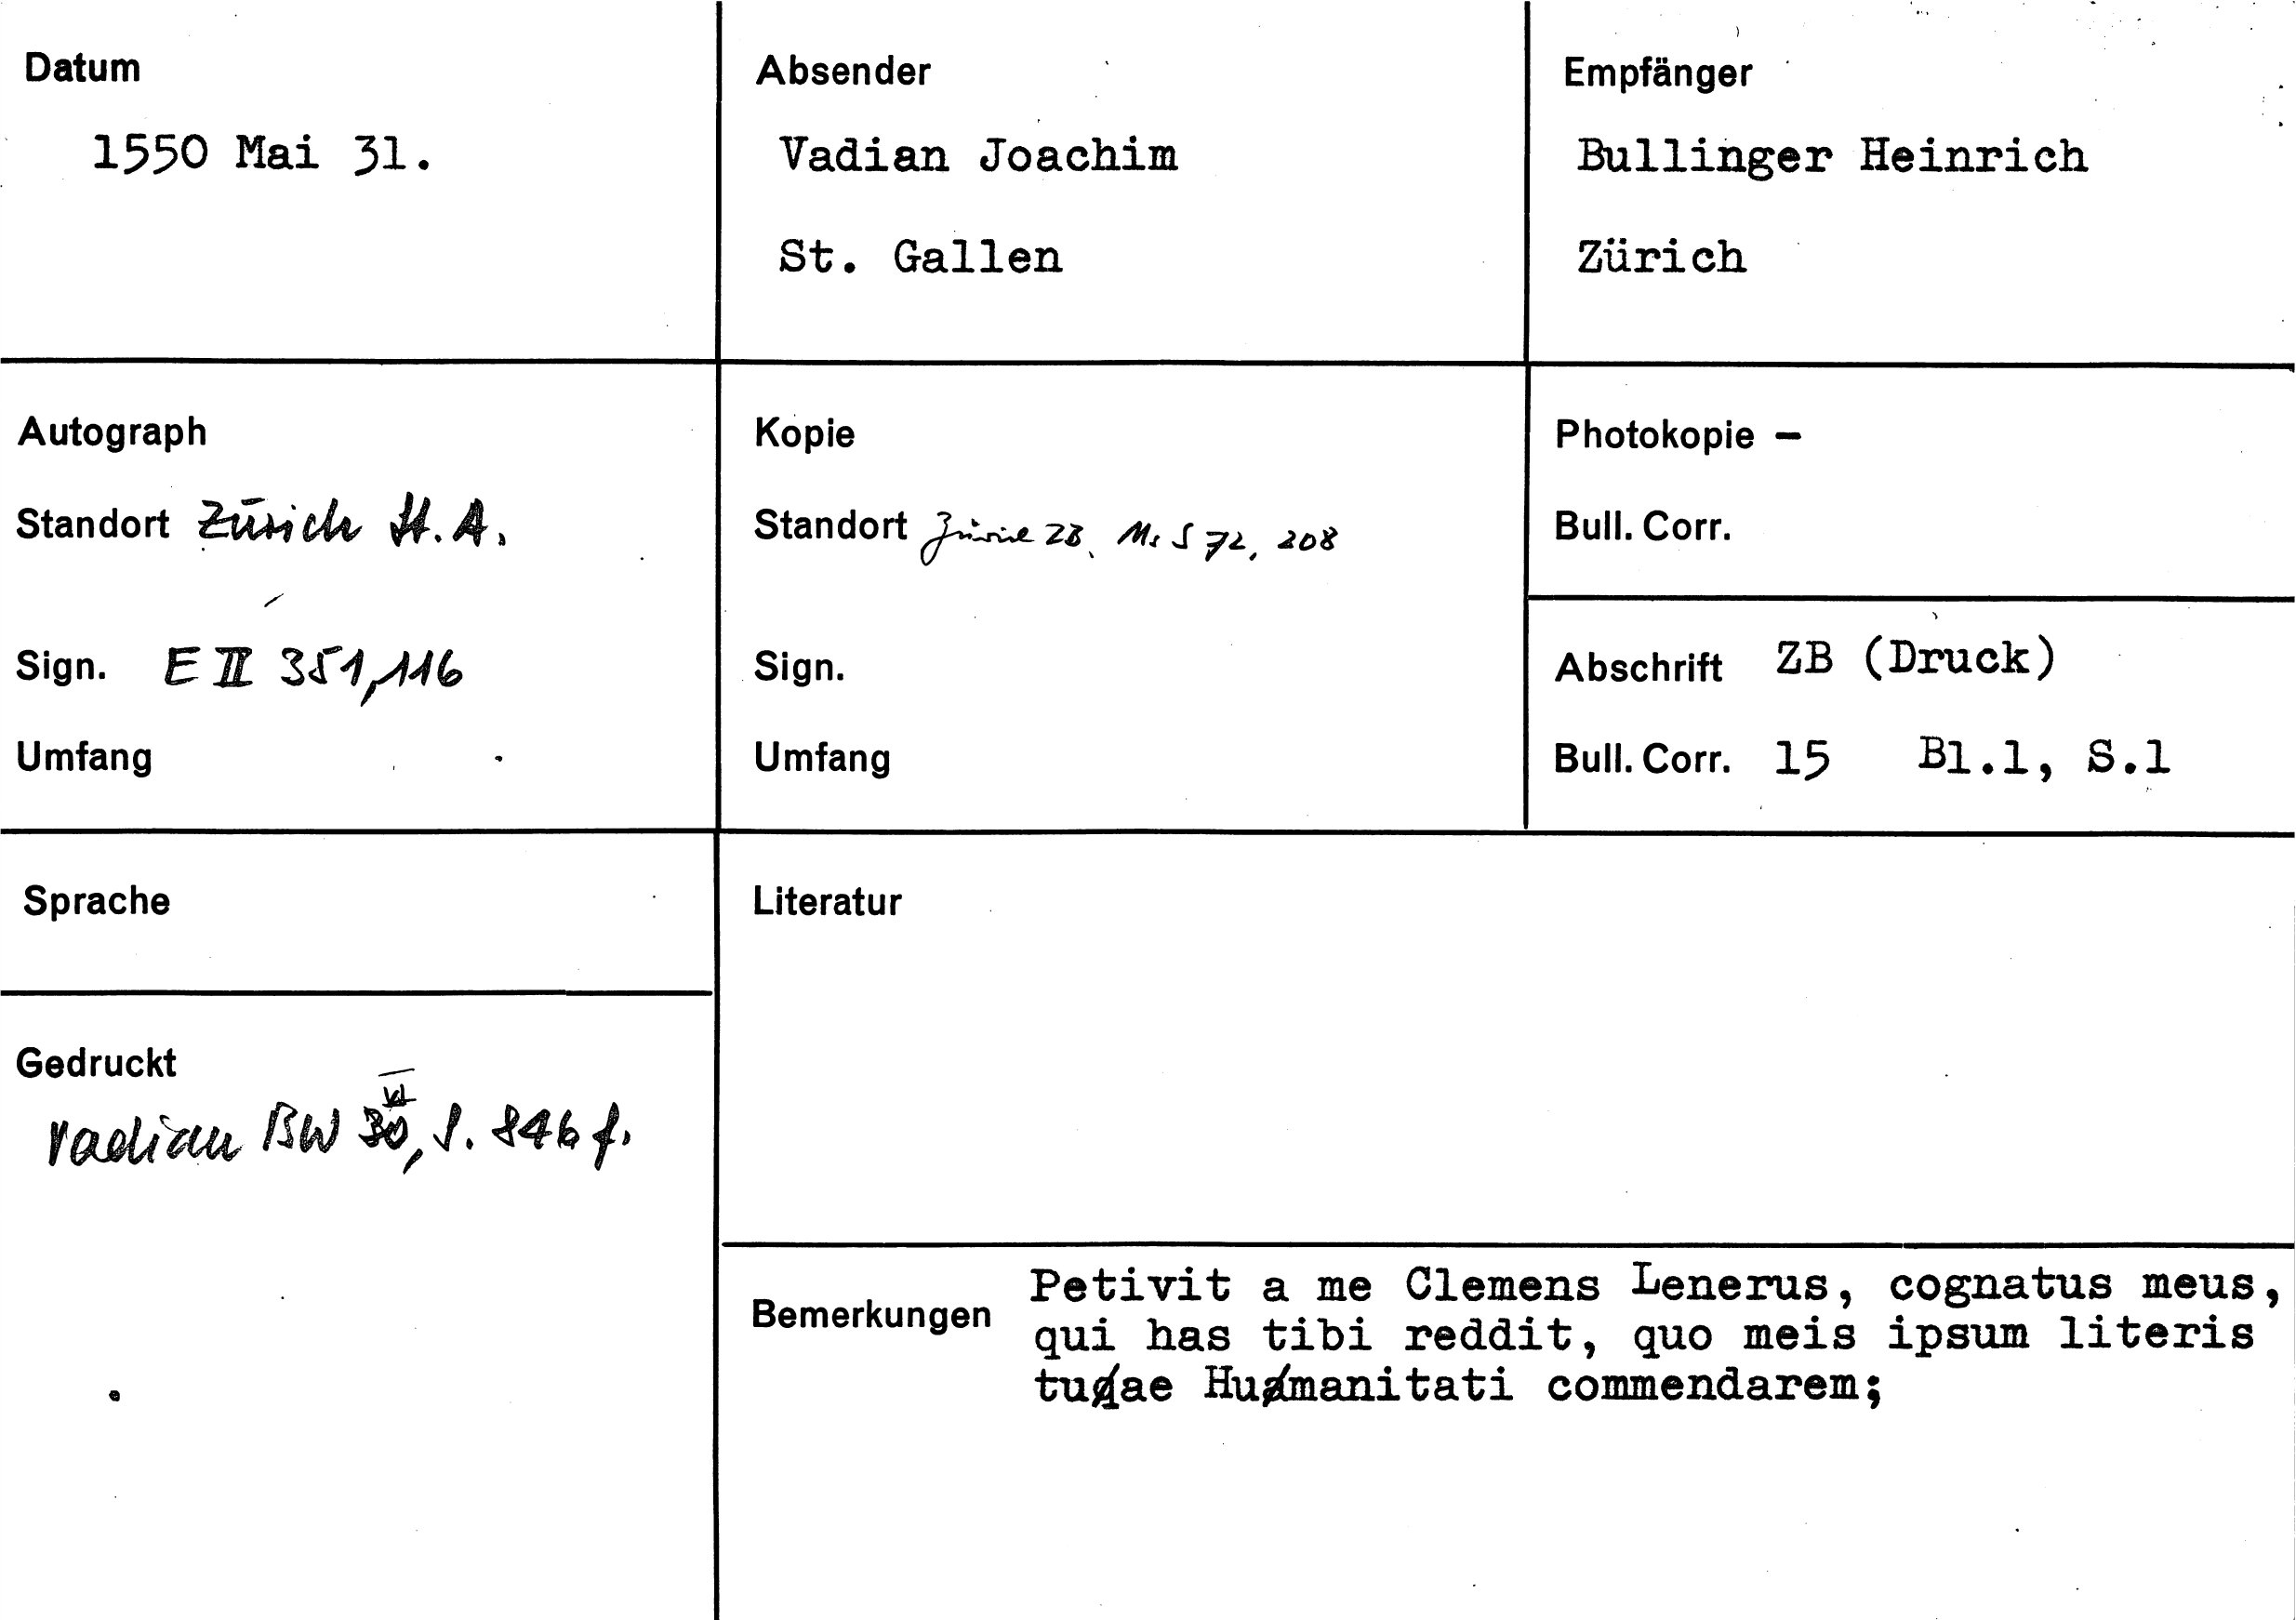 Datum
1550 Mai 31.
Absender
Vadian Joachim
St. Gallen
Empfänger
Bullinger Heinrich
Zürich
Autograph
Standort Zürich St. A.
Sign. E II 351,116
Umfang
Kopie
Standort Zürich ZB, Ms S 72, 208
Sign.
Umfang
Photokopie –
Bull. Corr.
Abschrift ZB (Druck)
Bull. Corr. 15 Bl.1, S.1
Sprache
Gedruckt
Vadian BW VI, S. 846 f.
Literatur
Bemerkungen
Petivit a me Clemens Lenerus, cognatus meus,
qui has tibi reddit, quo meis ipsum literis
tuae Humanitati commendarem;